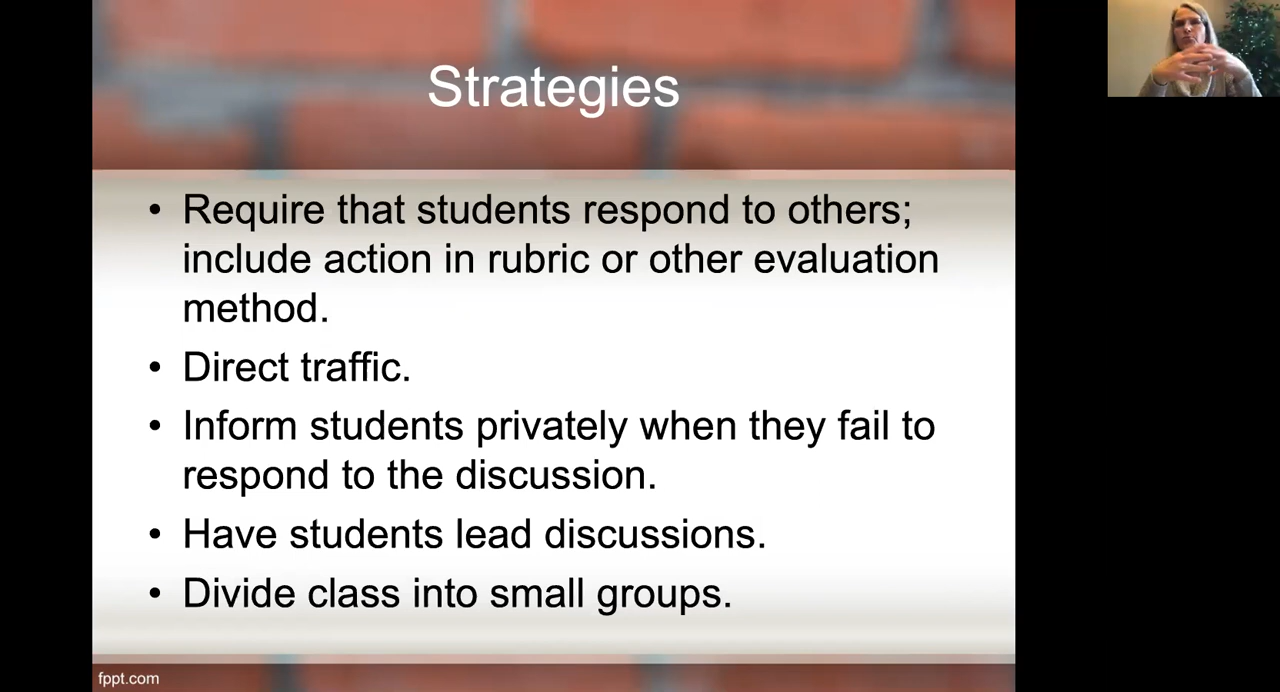 Strategies
• Require that students respond to others;
include action in rubric or other evaluation
method.
• Direct traffic.
• Inform students privately when they fail to
respond to the discussion.
• Have students lead discussions.
• Divide class into small groups.
fppt.com